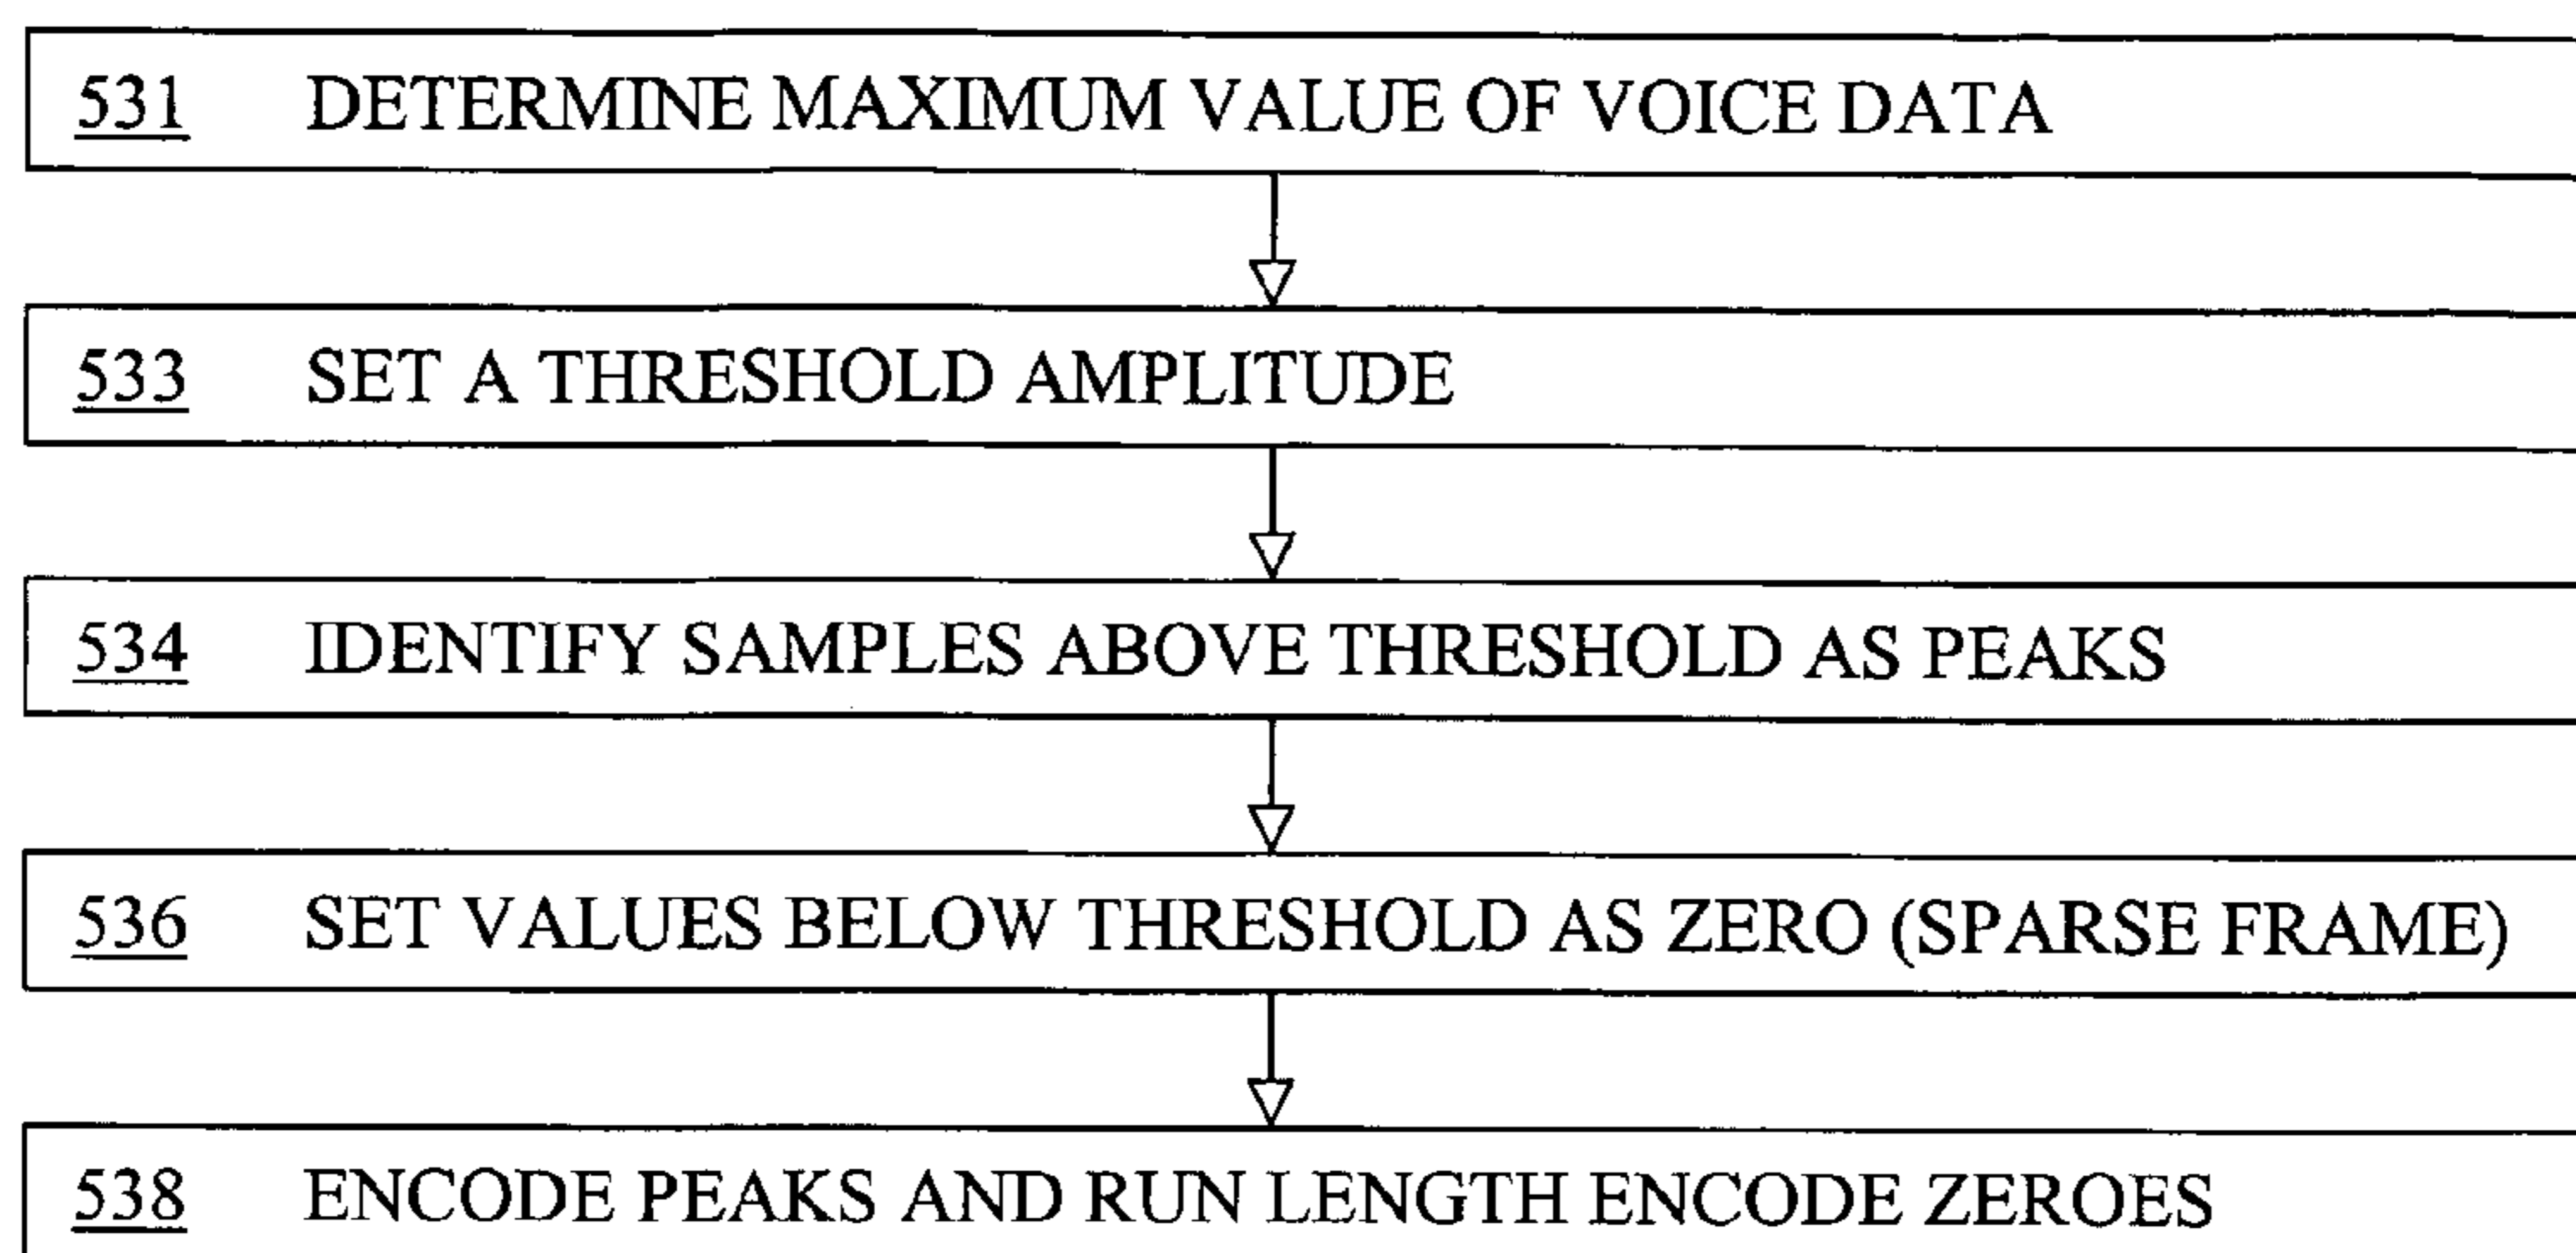 531 DETERMINE MAXIMUM VALUE OF VOICE DATA
533 SET A THRESHOLD AMPLITUDE
534 IDENTIFY SAMPLES ABOVE THRESHOLD AS PEAKS
536 SET VALUES BELOW THRESHOLD AS ZERO (SPARSE FRAME)
538 ENCODE PEAKS AND RUN LENGTH ENCODE ZEROES